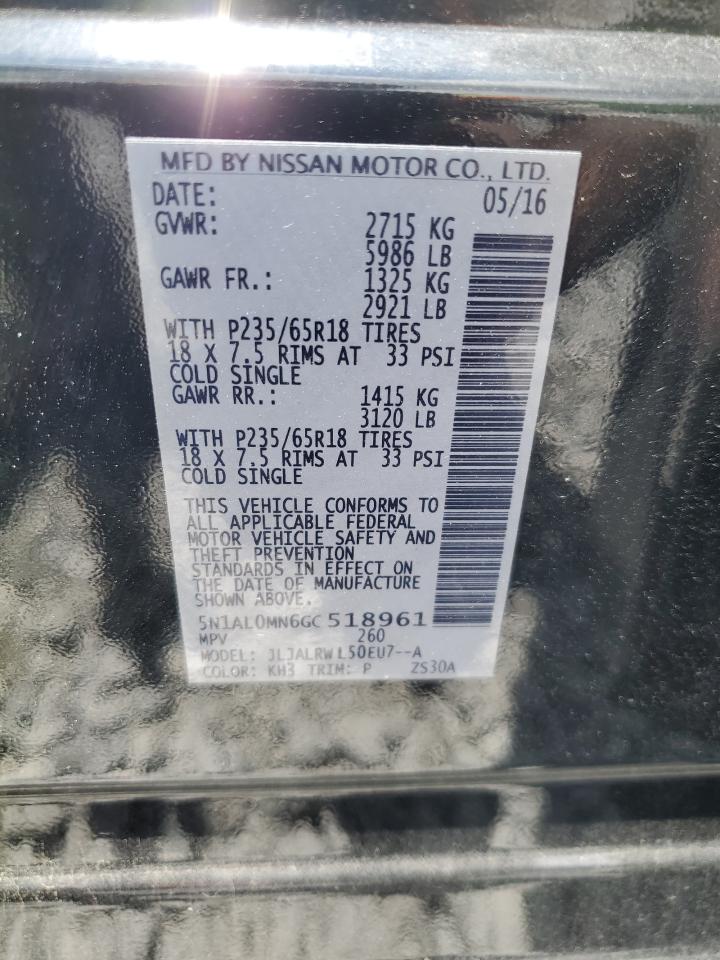 MFD BY NISSAN MOTOR CO., LTD.
DATE: 05/16
GVWR: 2715 KG
5986 LB
GAWR FR.: 1325 KG
2921 LB
WITH P235/65R18 TIRES
18 X 7.5 RIMS AT 33 PSI
COLD SINGLE
GAWR RR.: 1415 KG
3120 LB
WITH P235/65R18 TIRES
18 X 7.5 RIMS AT 33 PSI
COLD SINGLE
THIS VEHICLE CONFORMS TO
ALL APPLICABLE FEDERAL
MOTOR VEHICLE SAFETY AND
THEFT PREVENTION
STANDARDS IN EFFECT ON
THE DATE OF MANUFACTURE
SHOWN ABOVE.
5N1AL0MN6GC518961
MPV 260
MODEL: JLJALRWL50EU7--A
COLOR: KH3 TRIM: P ZS30A